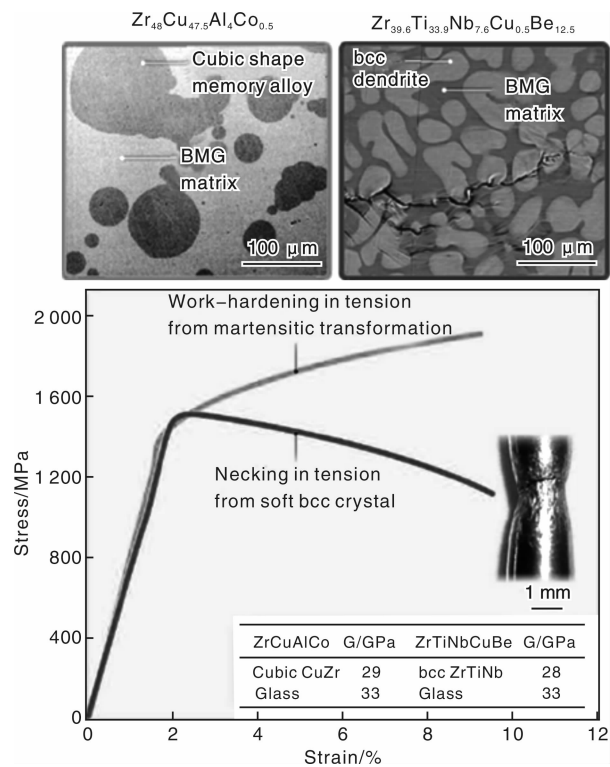 Zr48Cu47.5Al4Co0.5
Zr39.6Ti33.9Nb7.6Cu0.5Be12.5
Cubic shape
memory alloy
BMG
matrix
100 μm
bcc
dendrite
BMG
matrix
100 μm
Stress/MPa
2 000
1 600
1 200
800
400
0
Work-hardening in tension
from martensitic transformation
Necking in tension
from soft bcc crystal
1 mm
ZrCuAlCo G/GPa ZrTiNbCuBe G/GPa
Cubic CuZr 29 bcc ZrTiNb 28
Glass 33 Glass 33
0 2 4 6 8 10 12
Strain/%